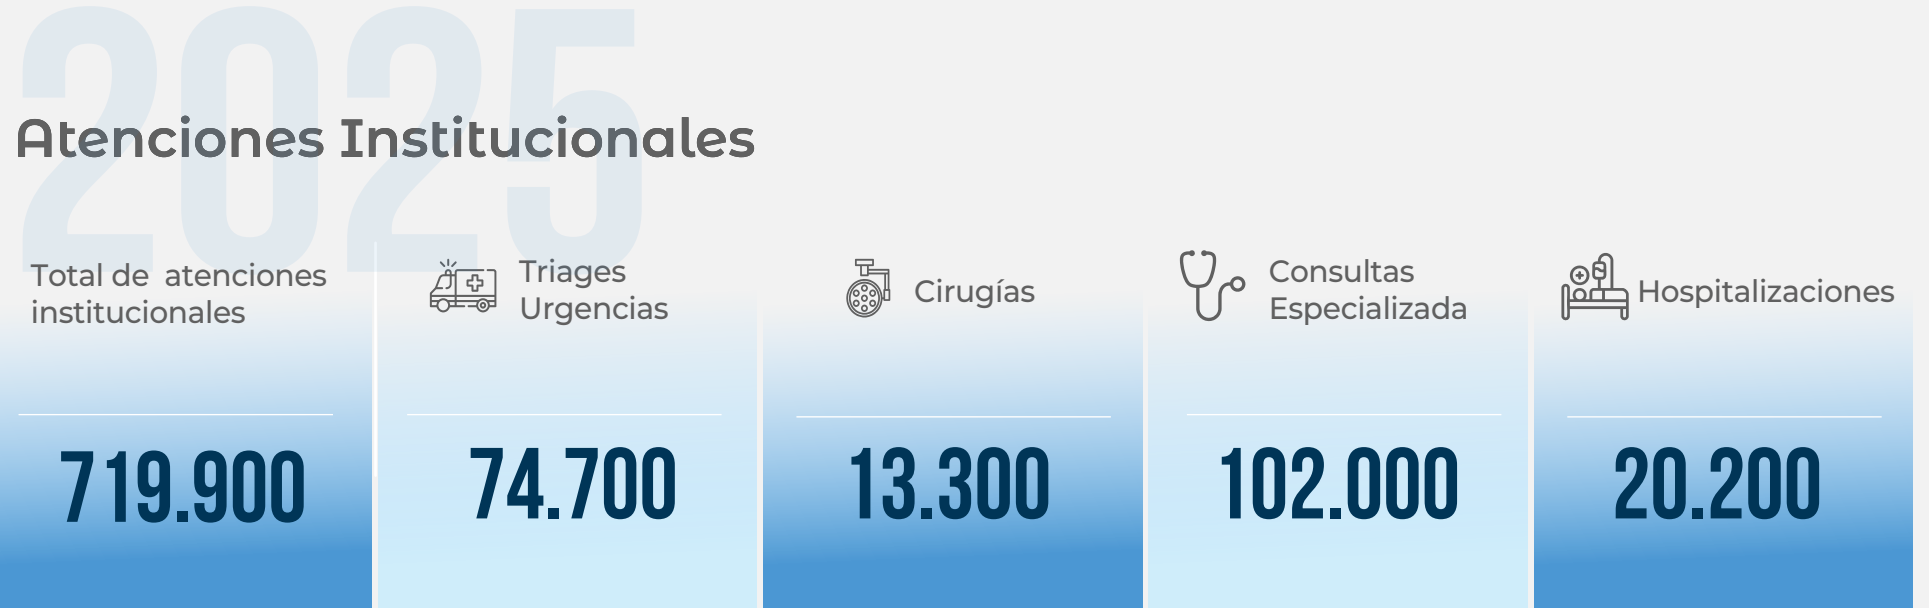 2025
Atenciones Institucionales
Total de atenciones
institucionales
719.900
Triages
Urgencias
74.700
Cirugías
13.300
Consultas
Especializada
102.000
Hospitalizaciones
20.200